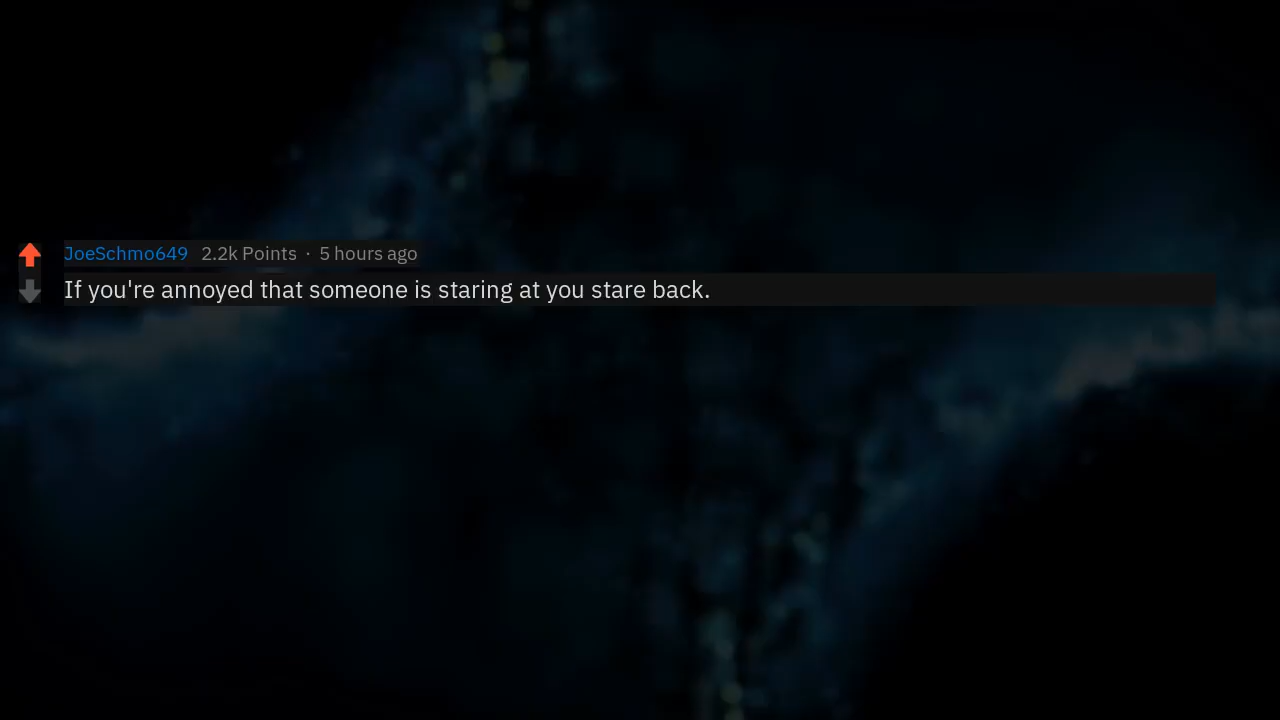 JoeSchmo649 2.2k Points · 5 hours ago
If you're annoyed that someone is staring at you stare back.